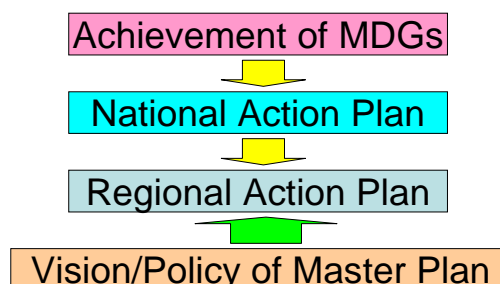 Achievement of MDGs
National Action Plan
Regional Action Plan
Vision/Policy of Master Plan